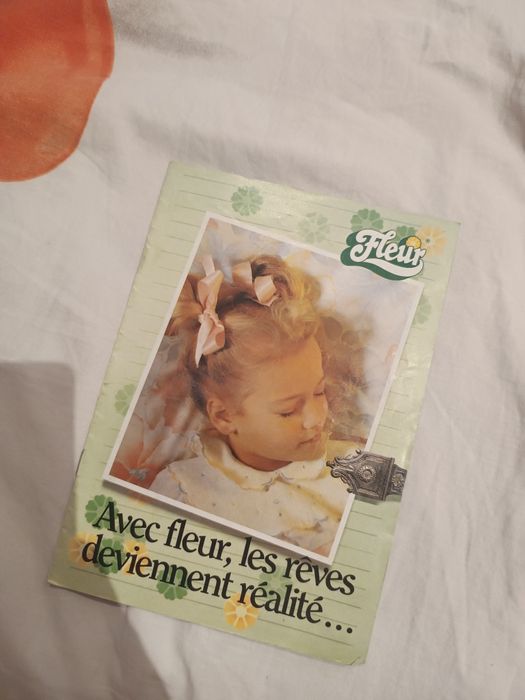 Fleur
Avec fleur, les rêves
deviennent réalité...